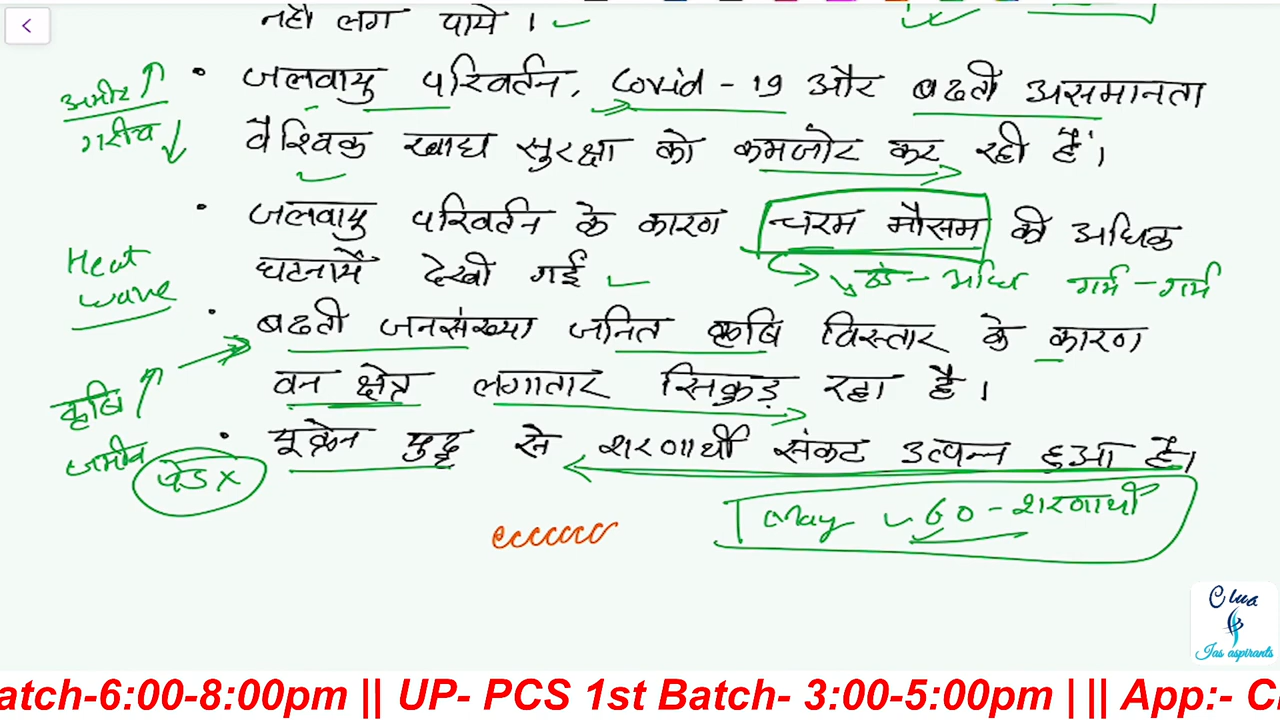 नहीं लग पाये ।
अमीर
गरीब
• जलवायु परिवर्तन, Covid - 19 और बढती असमानता
वैश्विक खाद्य सुरक्षा को कमजोर कर रही हैं।
• जलवायु परिवर्तन के कारण चरम मौसम की अधिक
घटनायें देखी गई
ठंडे - गर्म - गर्म
Heat
wave
• बढती जनसंख्या जनित कृषि विस्तार के कारण
वन क्षेत्र लगातार सिकुड़ रहा है।
कृषि
जमीन
पेड X
• यूक्रेन युद्ध से शरणार्थी संकट उत्पन्न हुआ है।
May 60 - शरणार्थी
Clua
Ias aspirants
atch-6:00-8:00pm || UP- PCS 1st Batch- 3:00-5:00pm | || App:- C